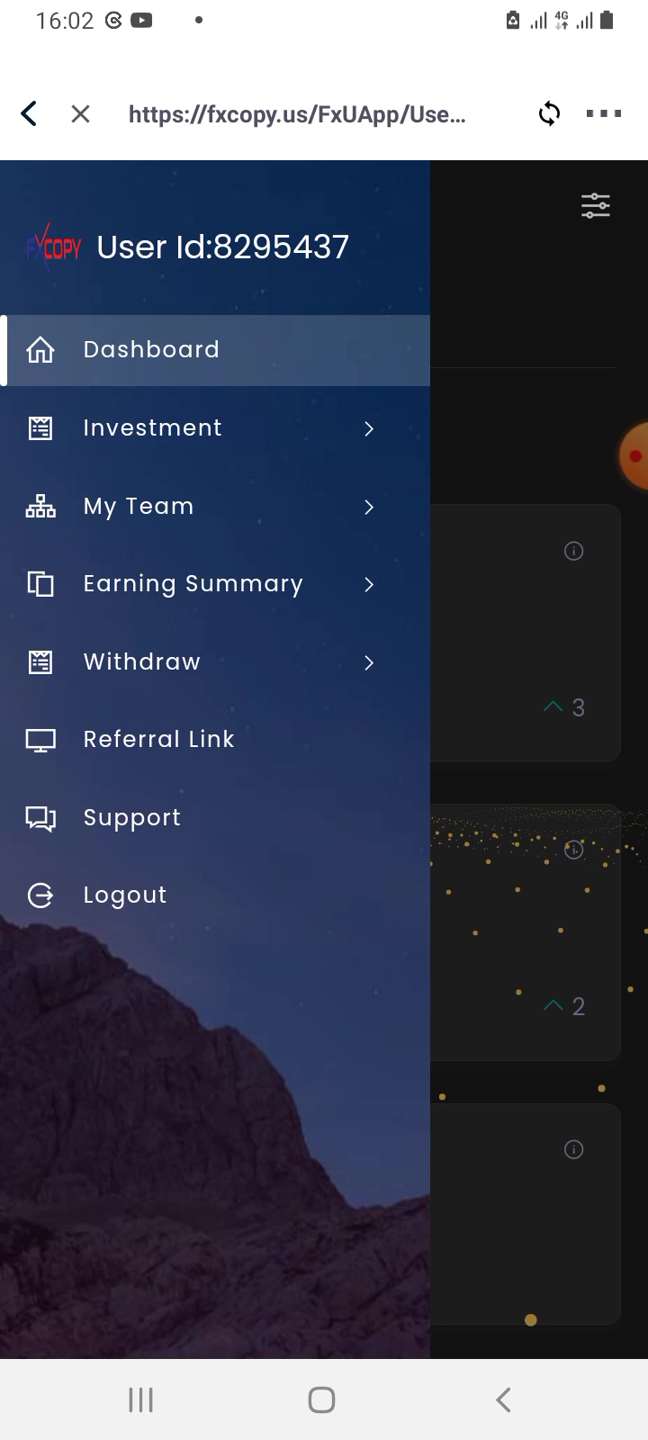 16:02
4G
https://fxcopy.us/FxUApp/Use...
FXCOPY User Id:8295437
Dashboard
Investment
My Team
Earning Summary
Withdraw
3
Referral Link
Support
Logout
2